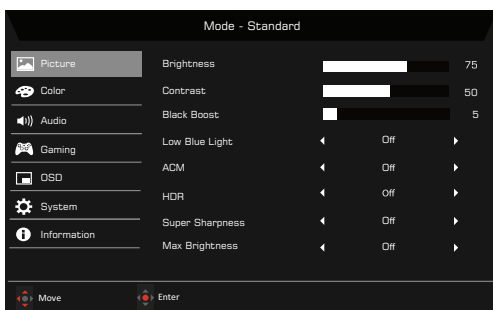 Mode - Standard
Picture
Brightness 75
Color
Contrast 50
Audio
Black Boost 5
Gaming
Low Blue Light Off
OSD
ACM Off
System
HDR Off
Information
Super Sharpness Off
Max Brightness Off
Move Enter